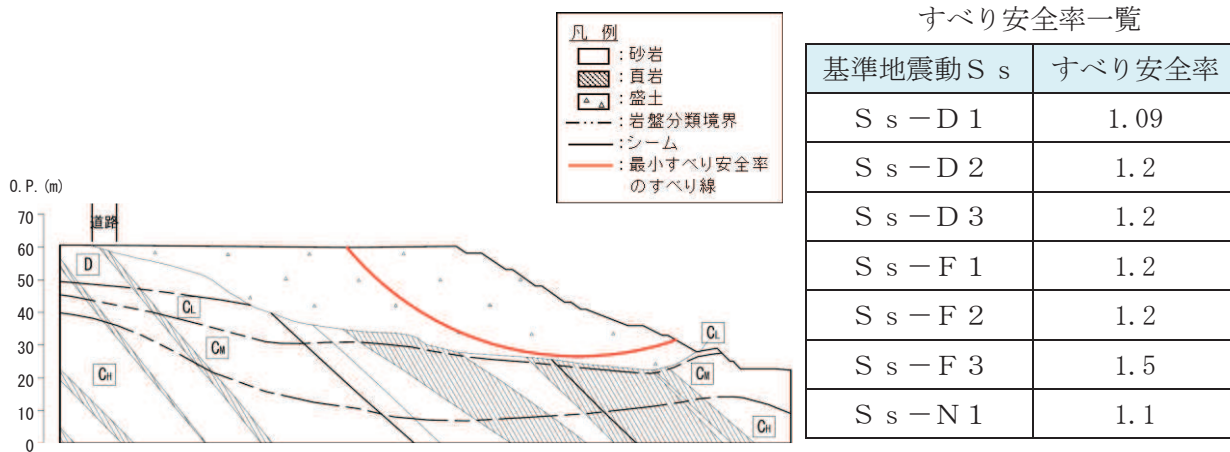 凡 例
:砂岩
:頁岩
:盛土
:岩盤分類境界
:シーム
:最小すべり安全率
のすべり線
O.P.(m)
70
60
50
40
30
20
10
0
道路
D
CL
CM
CH
CL
CM
CH
すべり安全率一覧
基準地震動Ss すべり安全率
Ss-D1 1.09
Ss-D2 1.2
Ss-D3 1.2
Ss-F1 1.2
Ss-F2 1.2
Ss-F3 1.5
Ss-N1 1.1